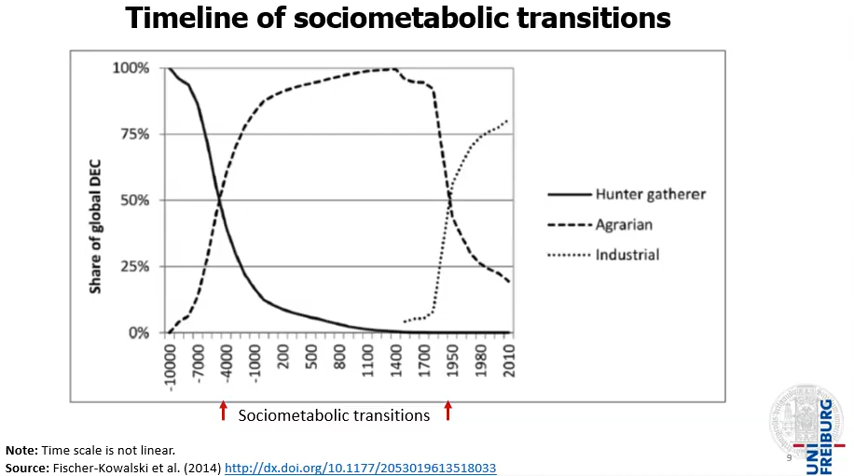 Timeline of sociometabolic transitions
100%
75%
50%
25%
0%
Share of global DEC
-10000
-7000
-4000
-1000
200
500
800
1100
1400
1700
1950
1980
2010
Hunter gatherer
Agrarian
Industrial
Sociometabolic transitions
Note: Time scale is not linear.
Source: Fischer-Kowalski et al. (2014) http://dx.doi.org/10.1177/2053019613518033
9
UNI
FREIBURG